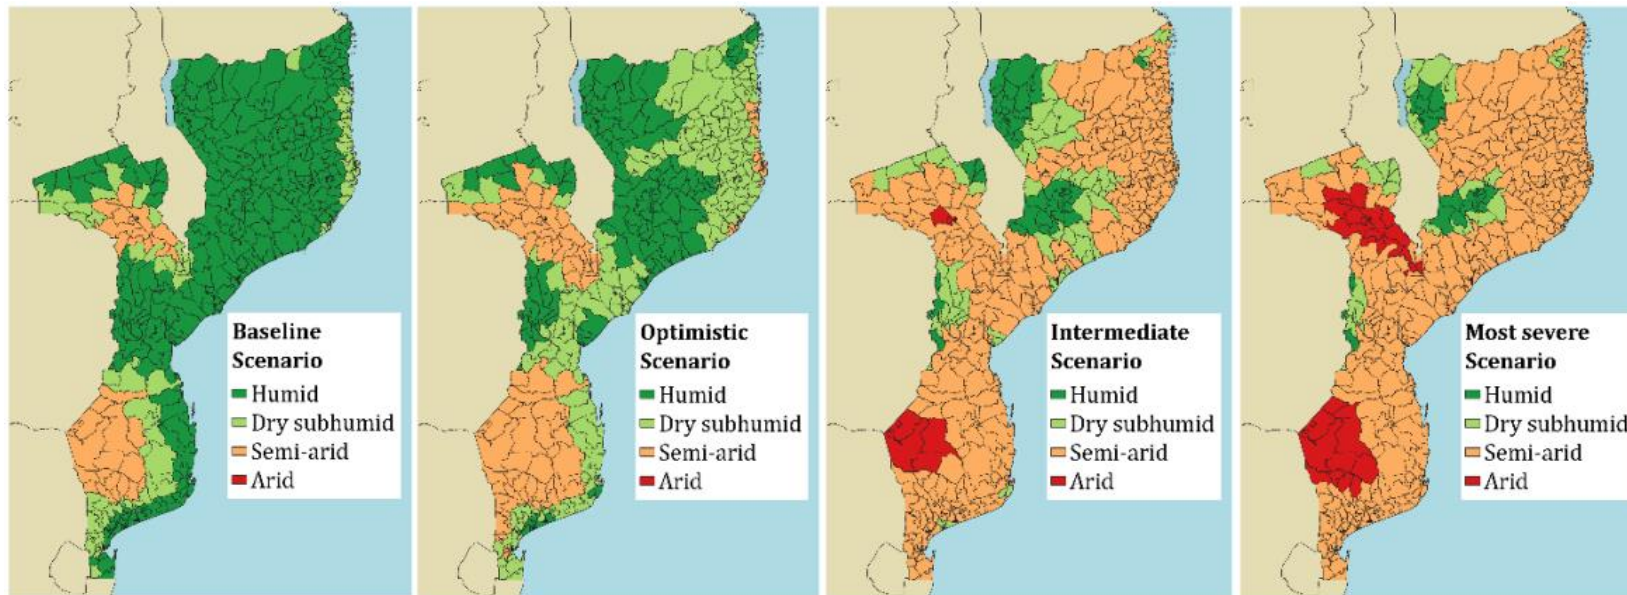 Baseline
Scenario
Humid
Dry subhumid
Semi-arid
Arid
Optimistic
Scenario
Humid
Dry subhumid
Semi-arid
Arid
Intermediate
Scenario
Humid
Dry subhumid
Semi-arid
Arid
Most severe
Scenario
Humid
Dry subhumid
Semi-arid
Arid